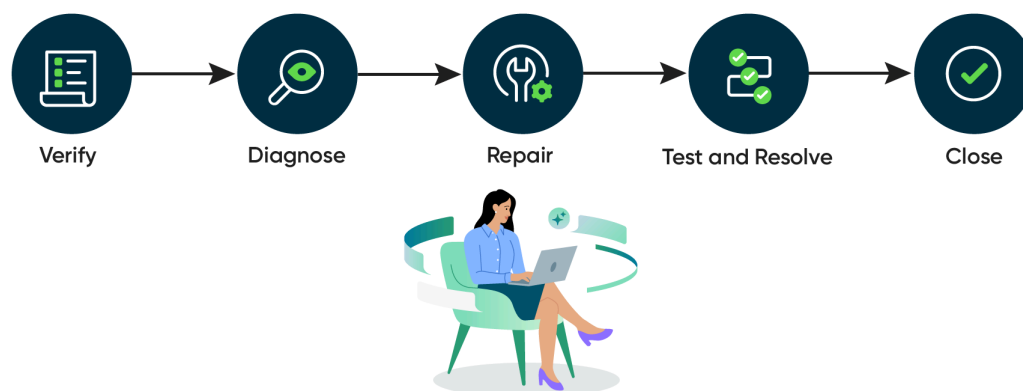 Verify
Diagnose
Repair
Test and Resolve
Close